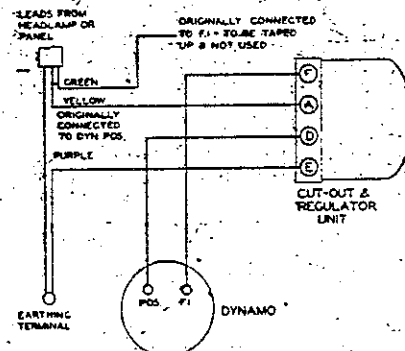 LEADS FROM
HEADLAMP OR
PANEL
ORIGINALLY CONNECTED
TO F.I - TO BE TAPED
UP & NOT USED
GREEN
YELLOW
ORIGINALLY
CONNECTED
TO DYN POS.
PURPLE
F
A
D
E
CUT-OUT &
REGULATOR
UNIT
POS.
F.I
DYNAMO
EARTHING
TERMINAL